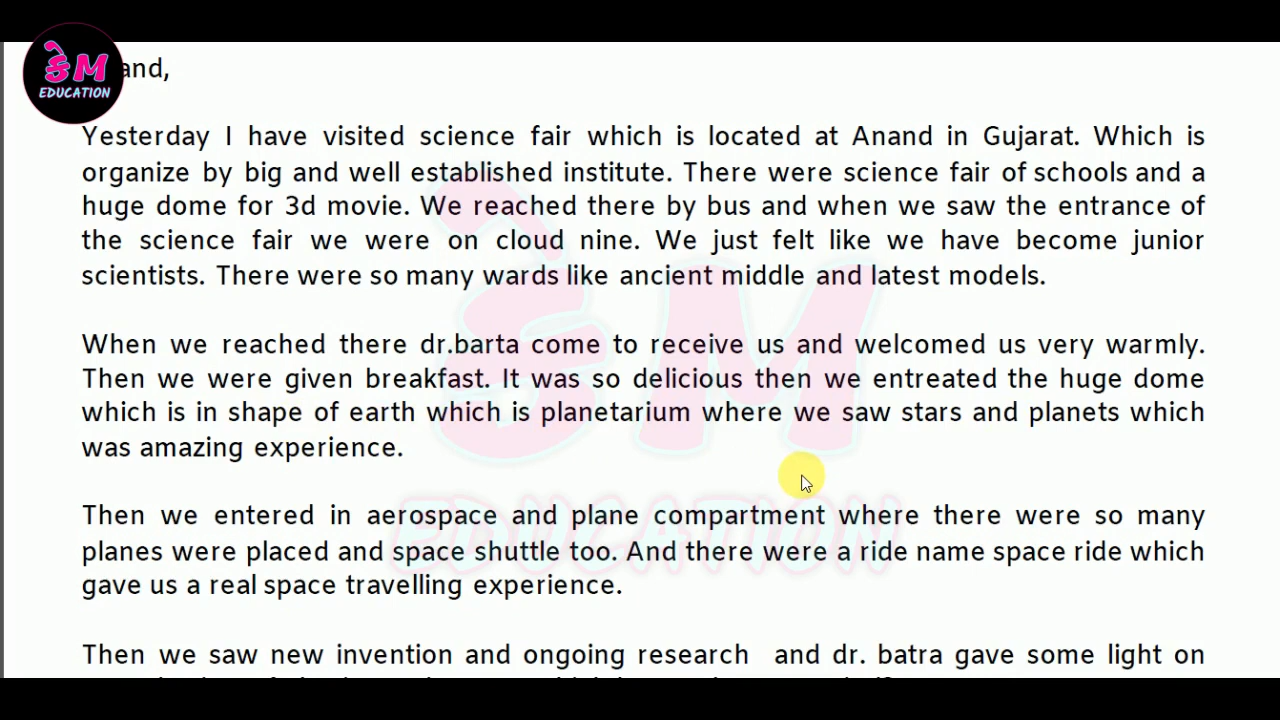 કેM
EDUCATION
and,
Yesterday I have visited science fair which is located at Anand in Gujarat. Which is
organize by big and well established institute. There were science fair of schools and a
huge dome for 3d movie. We reached there by bus and when we saw the entrance of
the science fair we were on cloud nine. We just felt like we have become junior
scientists. There were so many wards like ancient middle and latest models.
When we reached there dr.barta come to receive us and welcomed us very warmly.
Then we were given breakfast. It was so delicious then we entreated the huge dome
which is in shape of earth which is planetarium where we saw stars and planets which
was amazing experience.
Then we entered in aerospace and plane compartment where there were so many
planes were placed and space shuttle too. And there were a ride name space ride which
gave us a real space travelling experience.
Then we saw new invention and ongoing research and dr. batra gave some light on
કેM
EDUCATION